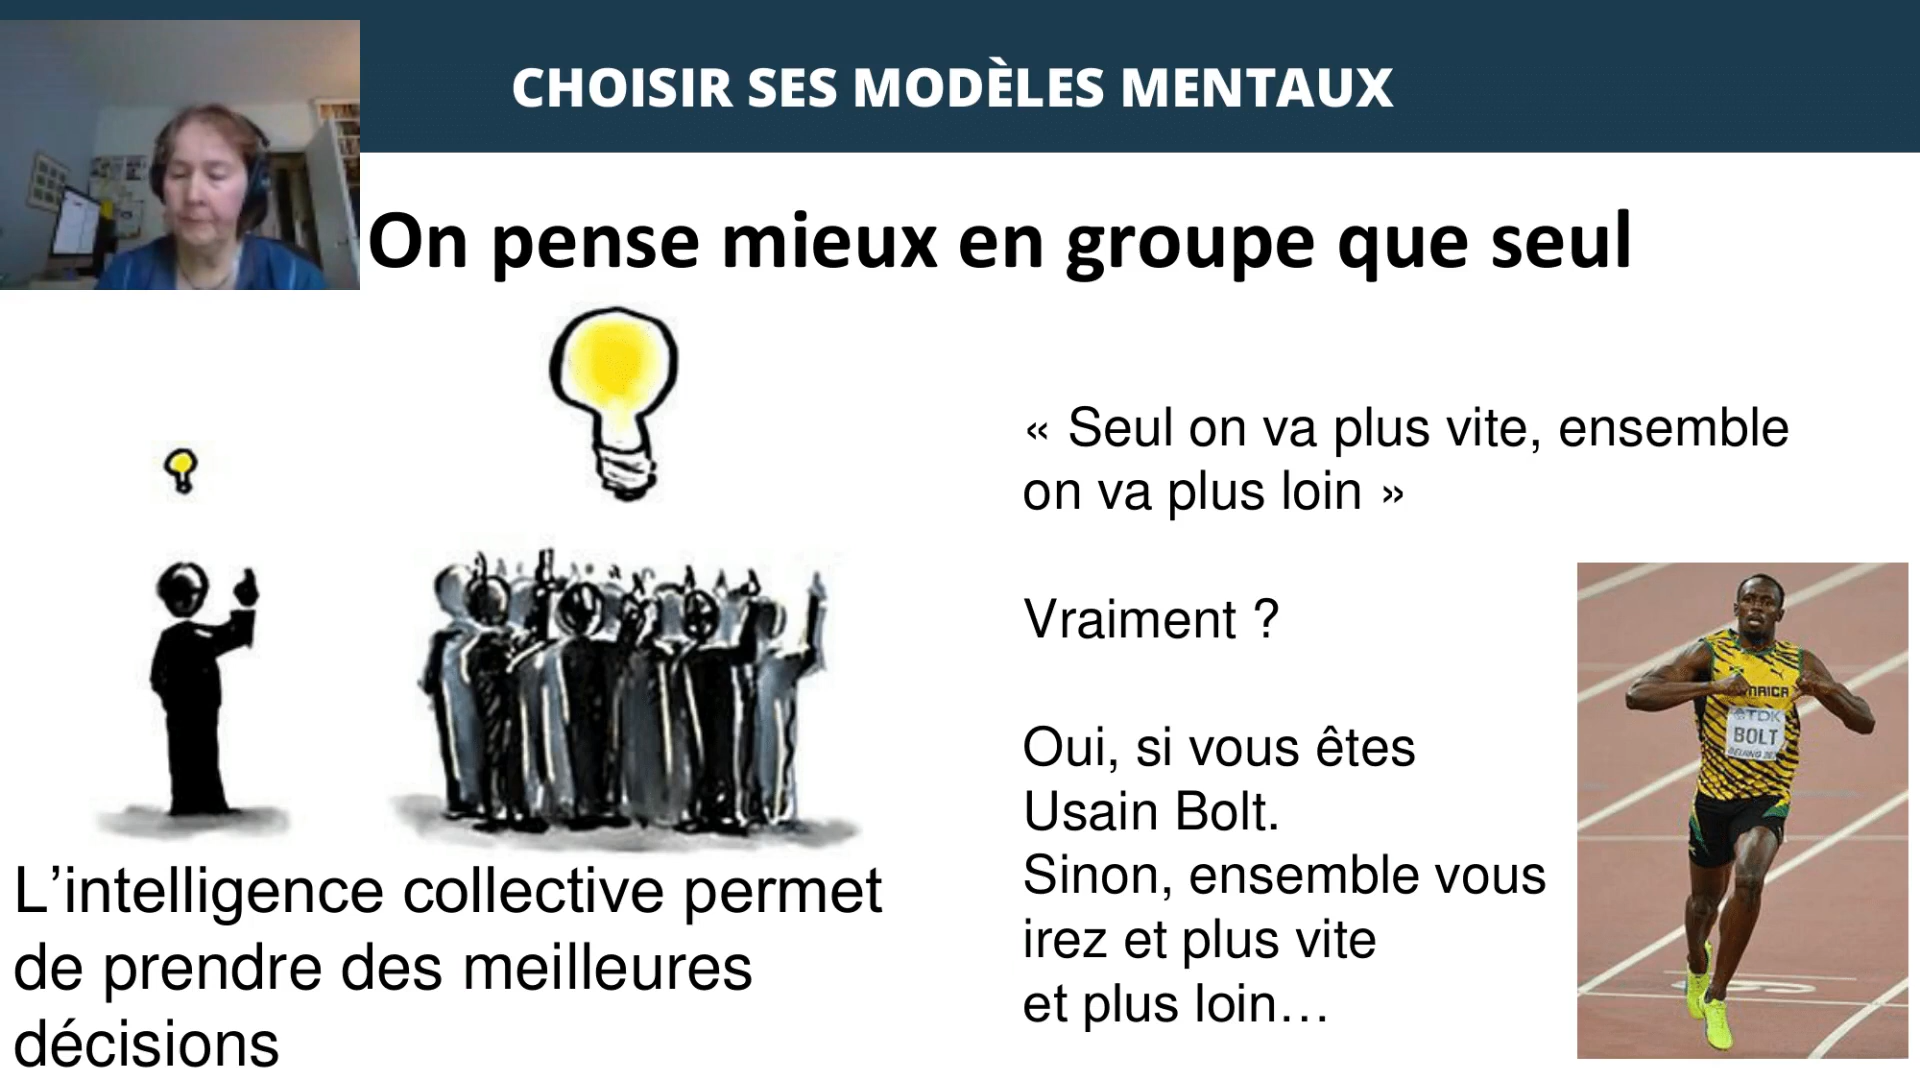 CHOISIR SES MODÈLES MENTAUX
On pense mieux en groupe que seul
« Seul on va plus vite, ensemble
on va plus loin »
Vraiment ?
Oui, si vous êtes
Usain Bolt.
Sinon, ensemble vous
irez et plus vite
et plus loin…
L’intelligence collective permet
de prendre des meilleures
décisions
TDK
BOLT